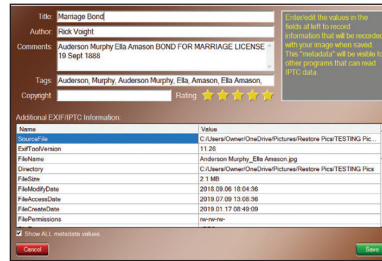 Title: Marriage Bond
Author: Rick Voight
Comments: Auderson Murphy Ella Amason BOND FOR MARRIAGE LICENSE
19 Sept 1888
Tags: Auderson, Murphy, Auderson Murphy, Ella, Amason, Ella Amason,
Copyright Rating
Enter/edit the values in the
fields at left to record
information that will be recorded
with your image when saved.
This "metadata" will be visible to
other programs that can read
IPTC data.
Additional EXIF/IPTC Information:
Name Value
SourceFile C:/Users/Owner/OneDrive/Pictures/Restore Pics/TESTING Pic...
ExifToolVersion 11.26
FileName Anderson Murphy_Ella Amason.jpg
Directory C:/Users/Owner/OneDrive/Pictures/Restore Pics/TESTING Pics
FileSize 2.1 MB
FileModifyDate 2018:09:06 18:04:36
FileAccessDate 2019:07:09 13:08:36
FileCreateDate 2019:01:17 08:49:09
FilePermissions rw-rw-rw-
Show ALL metadata values.
Cancel Save